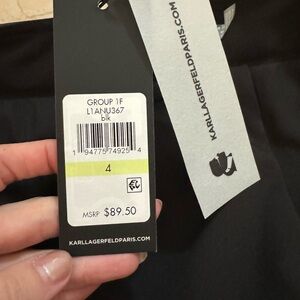 GROUP 1F
L1ANU367
blk
1 94775 74925 4
4
MSRP $89.50
KARLLAGERFELDPARIS.COM
KARLLAGERFELDPARIS.COM